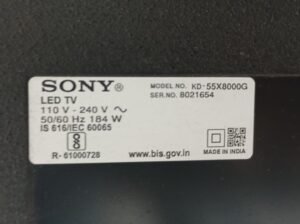 SONY®
MODEL NO. KD-55X8000G
SER.NO. 8021654
LED TV
110 V - 240 V ~
50/60 Hz 184 W
IS 616/IEC 60065
R- 61000728
www.bis.gov.in
MADE IN INDIA